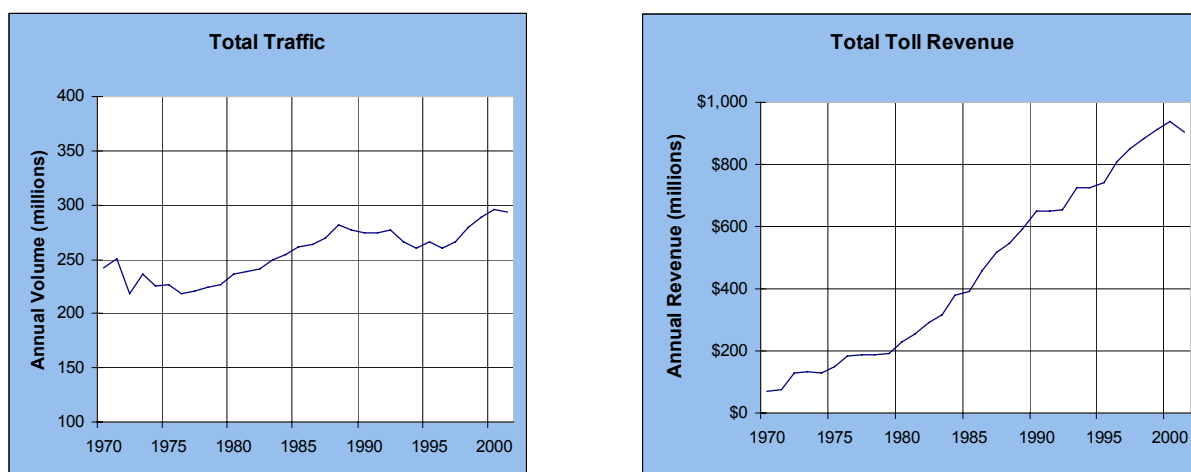 Total Traffic
Annual Volume (millions)
400
350
300
250
200
150
100
1970 1975 1980 1985 1990 1995 2000
Total Toll Revenue
Annual Revenue (millions)
$1,000
$800
$600
$400
$200
$0
1970 1975 1980 1985 1990 1995 2000